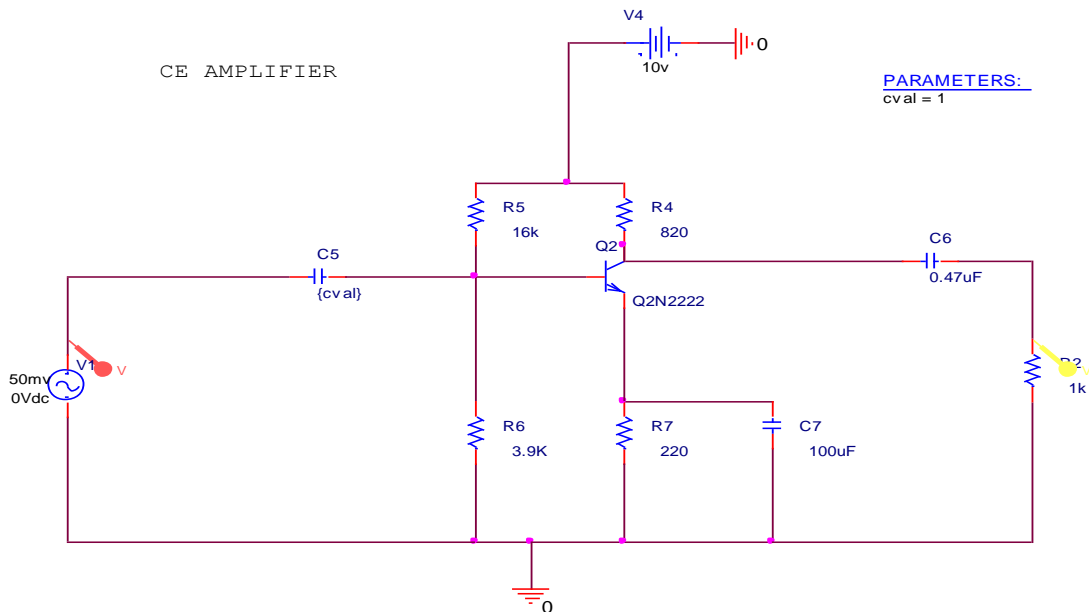 V4
0
10v
CE AMPLIFIER
PARAMETERS:
cval = 1
R5
16k
R4
820
Q2
C5
{cval}
Q2N2222
C6
0.47uF
V1
V
50mv
0Vdc
R2
V
1k
R6
3.9K
R7
220
C7
100uF
0